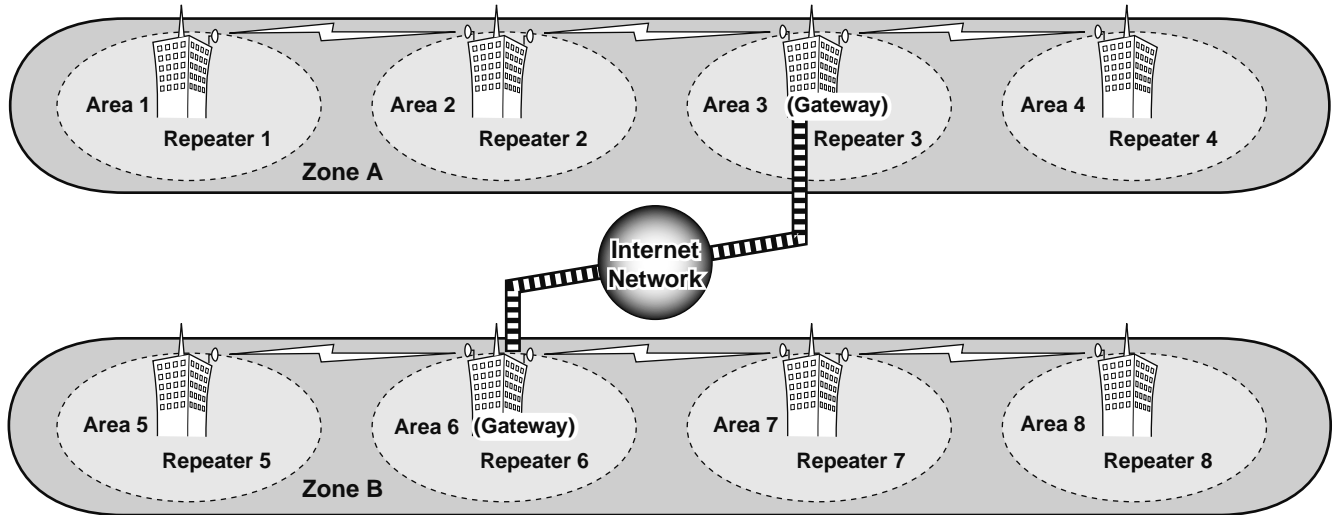 Area 1
Repeater 1
Area 2
Repeater 2
Area 3 (Gateway)
Repeater 3
Area 4
Repeater 4
Zone A
Internet
Network
Area 5
Repeater 5
Area 6 (Gateway)
Repeater 6
Area 7
Repeater 7
Area 8
Repeater 8
Zone B